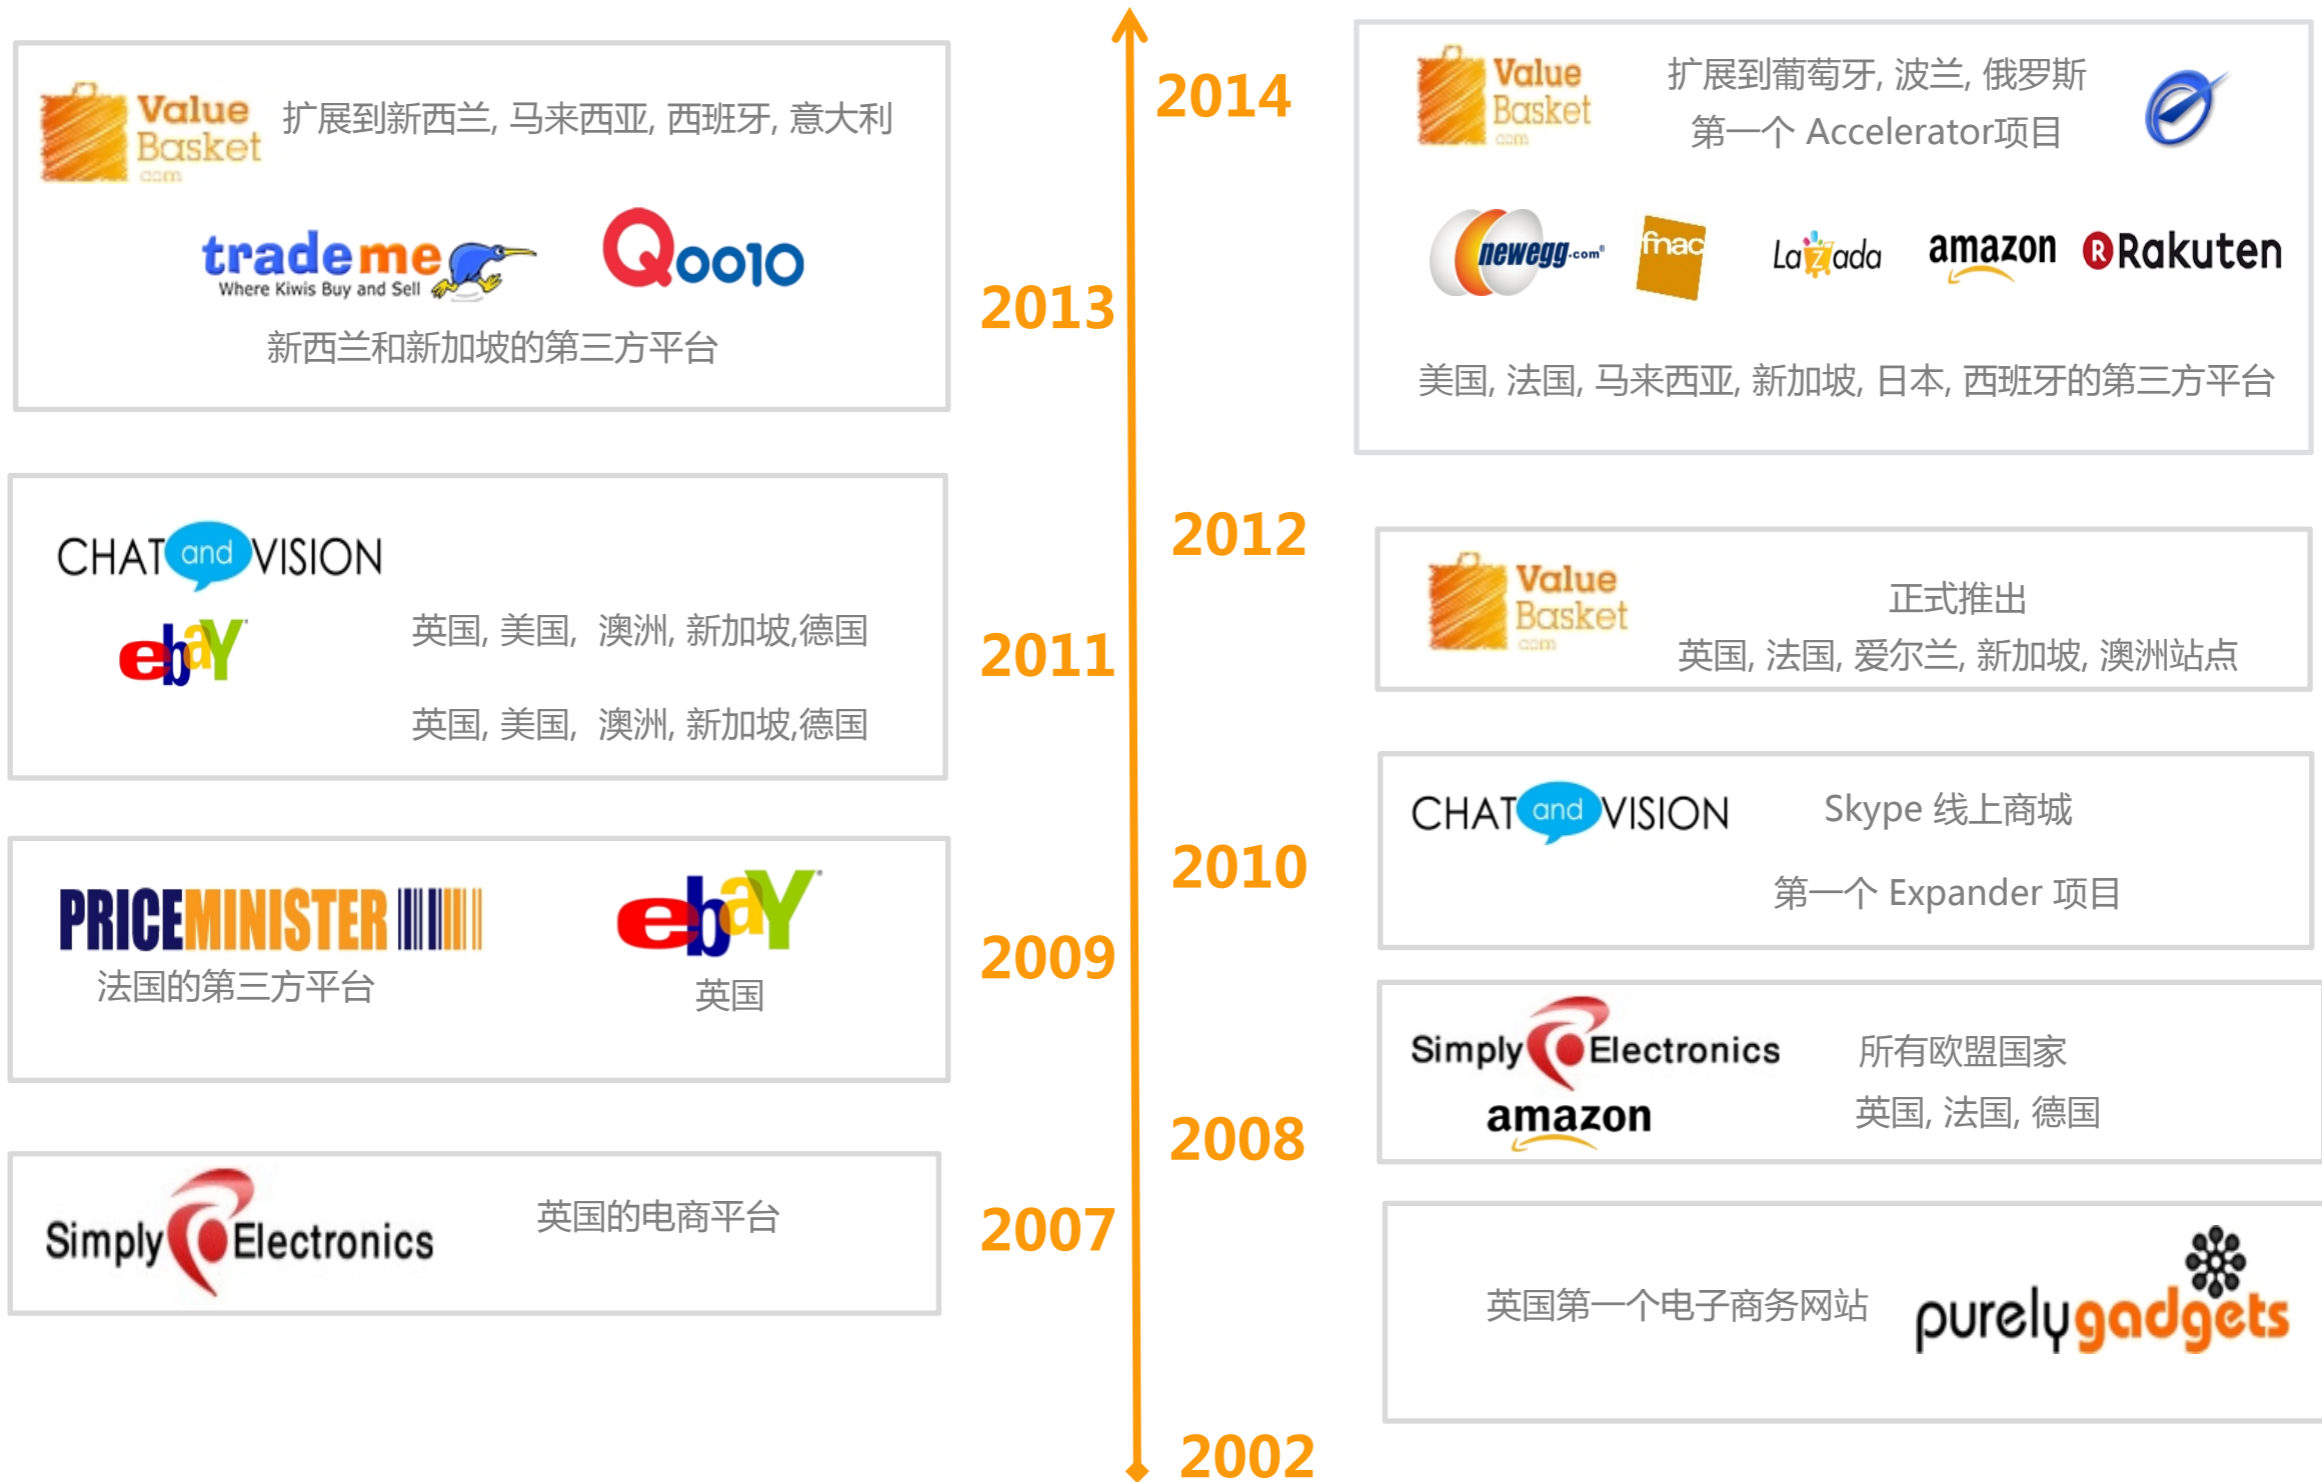 Value
Basket
com
扩展到新西兰, 马来西亚, 西班牙, 意大利
trademe
Where Kiwis Buy and Sell
Qoo10
新西兰和新加坡的第三方平台
2013
2014
Value
Basket
com
扩展到葡萄牙, 波兰, 俄罗斯
第一个 Accelerator项目
newegg.com®
fnac
Lazada
amazon
R Rakuten
美国, 法国, 马来西亚, 新加坡, 日本, 西班牙的第三方平台
CHAT and VISION
ebaY
英国, 美国, 澳洲, 新加坡,德国
英国, 美国, 澳洲, 新加坡,德国
2011
2012
Value
Basket
com
正式推出
英国, 法国, 爱尔兰, 新加坡, 澳洲站点
2010
CHAT and VISION
Skype 线上商城
第一个 Expander 项目
PRICEMINISTER
法国的第三方平台
ebaY
英国
2009
2008
Simply Electronics
所有欧盟国家
amazon
英国, 法国, 德国
Simply Electronics
英国的电商平台
2007
英国第一个电子商务网站
purelygadgets
2002